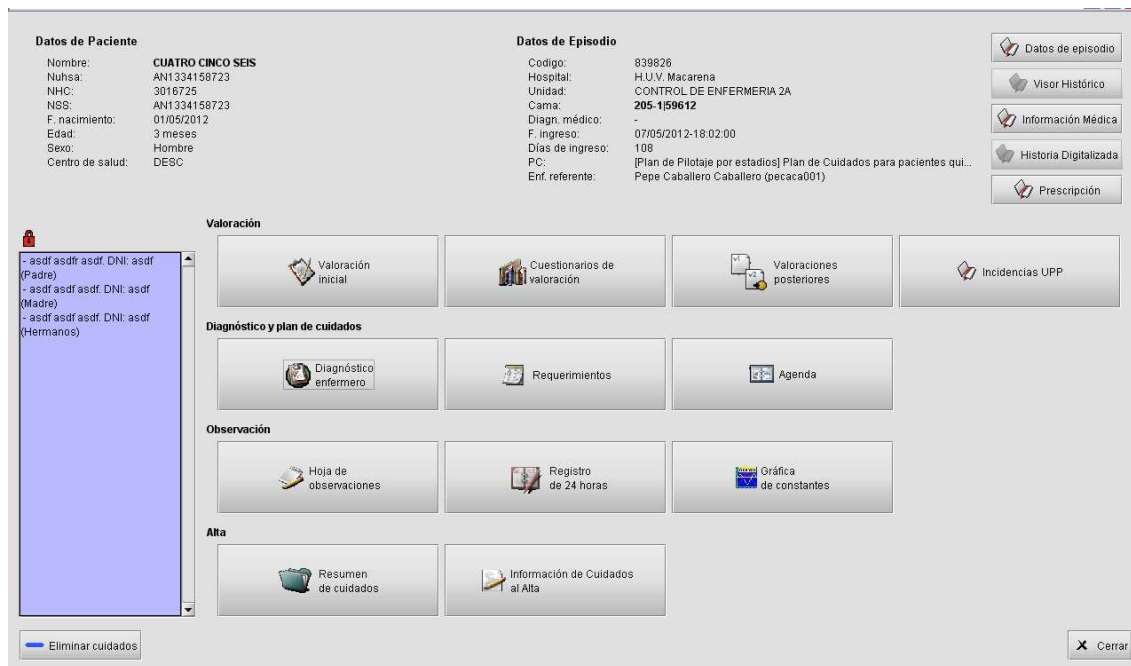 Datos de Paciente
Nombre: CUATRO CINCO SEIS
Nuhsa: AN1334158723
NHC: 3016725
NSS: AN1334158723
F. nacimiento: 01/05/2012
Edad: 3 meses
Sexo: Hombre
Centro de salud: DESC
Datos de Episodio
Codigo: 839826
Hospital: H.U.V. Macarena
Unidad: CONTROL DE ENFERMERIA 2A
Cama: 205-1|59612
Diagn. médico: -
F. ingreso: 07/05/2012-18:02:00
Días de ingreso: 108
PC: [Plan de Pilotaje por estadios] Plan de Cuidados para pacientes qui...
Enf. referente: Pepe Caballero Caballero (pecaca001)
Datos de episodio
Visor Histórico
Información Médica
Historia Digitalizada
Prescripción
- asdf asdfr asdf. DNI: asdf
(Padre)
- asdf asdf asdf. DNI: asdf
(Madre)
- asdf asdf asdf. DNI: asdf
(Hermanos)
Valoración
Valoración
inicial
Cuestionarios de
valoración
v1
v2
Valoraciones
posteriores
Incidencias UPP
Diagnóstico y plan de cuidados
Diagnóstico
enfermero
Requerimientos
Agenda
Observación
Hoja de
observaciones
Registro
de 24 horas
Gráfica
de constantes
Alta
Resumen
de cuidados
Información de Cuidados
al Alta
Eliminar cuidados
X Cerrar